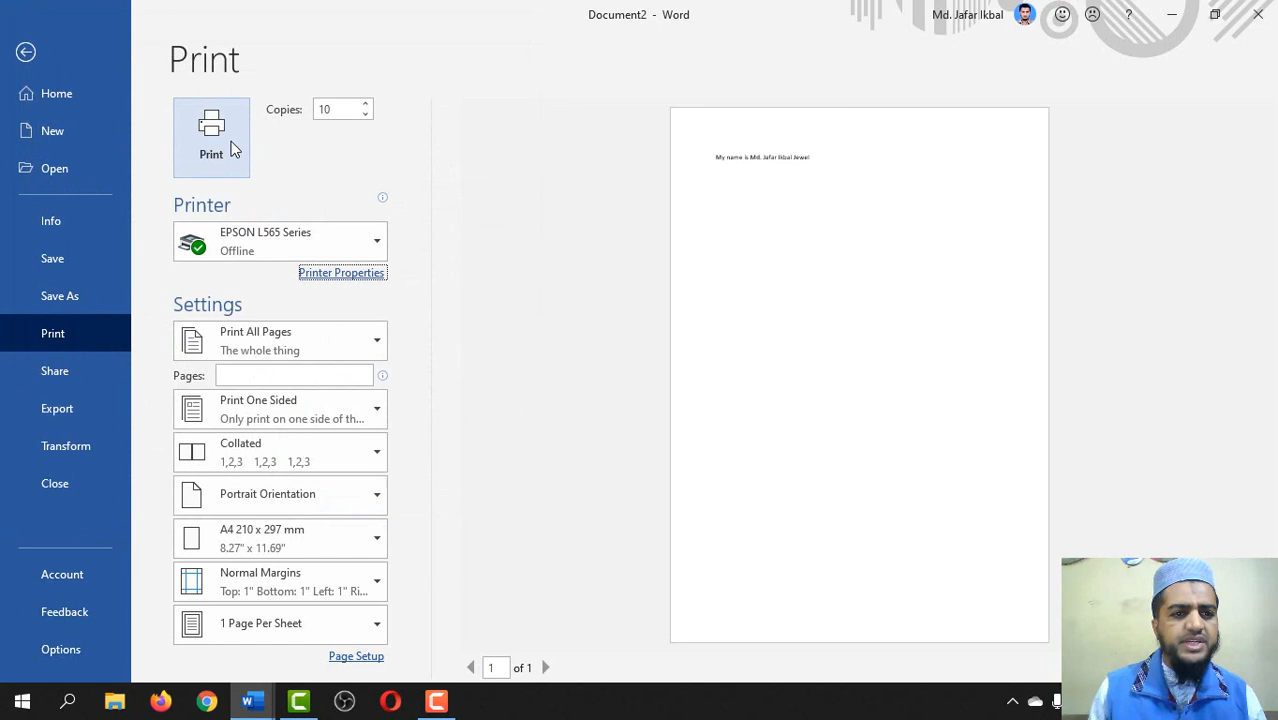 Document2 - Word
Md. Jafar Ikbal
?
Print
Home
New
Open
Info
Save
Save As
Print
Share
Export
Transform
Close
Account
Feedback
Options
Print
Copies: 10
Printer
EPSON L565 Series
Offline
Printer Properties
Settings
Print All Pages
The whole thing
Pages:
Print One Sided
Only print on one side of th...
Collated
1,2,3 1,2,3 1,2,3
Portrait Orientation
A4 210 x 297 mm
8.27" x 11.69"
Normal Margins
Top: 1" Bottom: 1" Left: 1" Ri...
1 Page Per Sheet
Page Setup
My name is Md. Jafar Ikbal Jewel
1 of 1